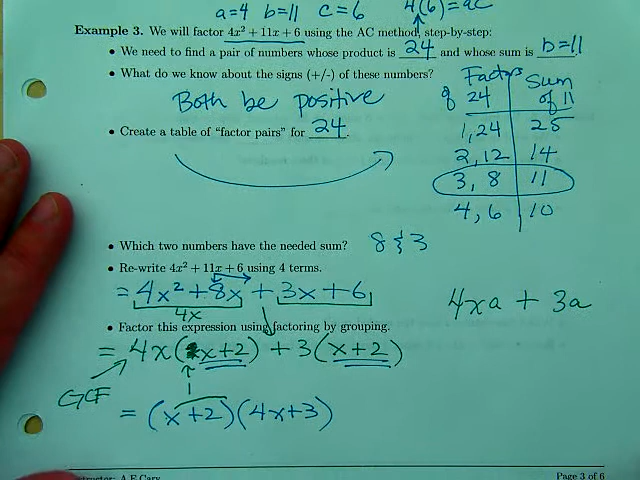 a=4 b=11 c=6 4(6)=ac
Example 3. We will factor 4x² + 11x + 6 using the AC method, step-by-step:
• We need to find a pair of numbers whose product is 24 and whose sum is b=11.
• What do we know about the signs (+/-) of these numbers?
Both be positive
• Create a table of “factor pairs” for 24.
Factors of 24 Sum of 11
1,24 25
2,12 14
3,8 11
4,6 10
• Which two numbers have the needed sum? 8 & 3
• Re-write 4x² + 11x + 6 using 4 terms.
= 4x² + 8x + 3x + 6
4x
4xa + 3a
• Factor this expression using factoring by grouping.
= 4x(x+2) + 3(x+2)
GCF
= (x+2)(4x+3)
Instructor: A.E.Cary Page 3 of 6